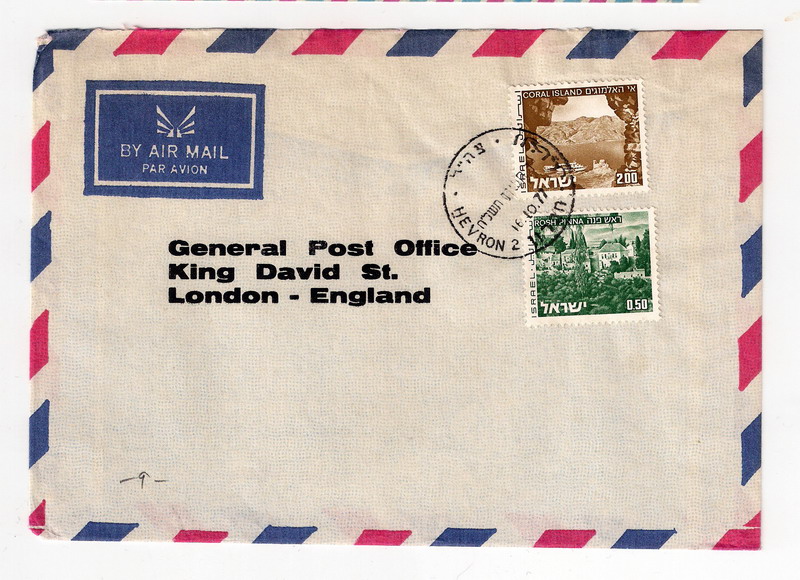 BY AIR MAIL
PAR AVION
General Post Office
King David St.
London - England
CORAL ISLAND אי האלמוגים
ISRAEL
ישראל 2.00
HEVRON 2
ROSH PINNA ראש פנה
ISRAEL
ישראל 0.50
-9-